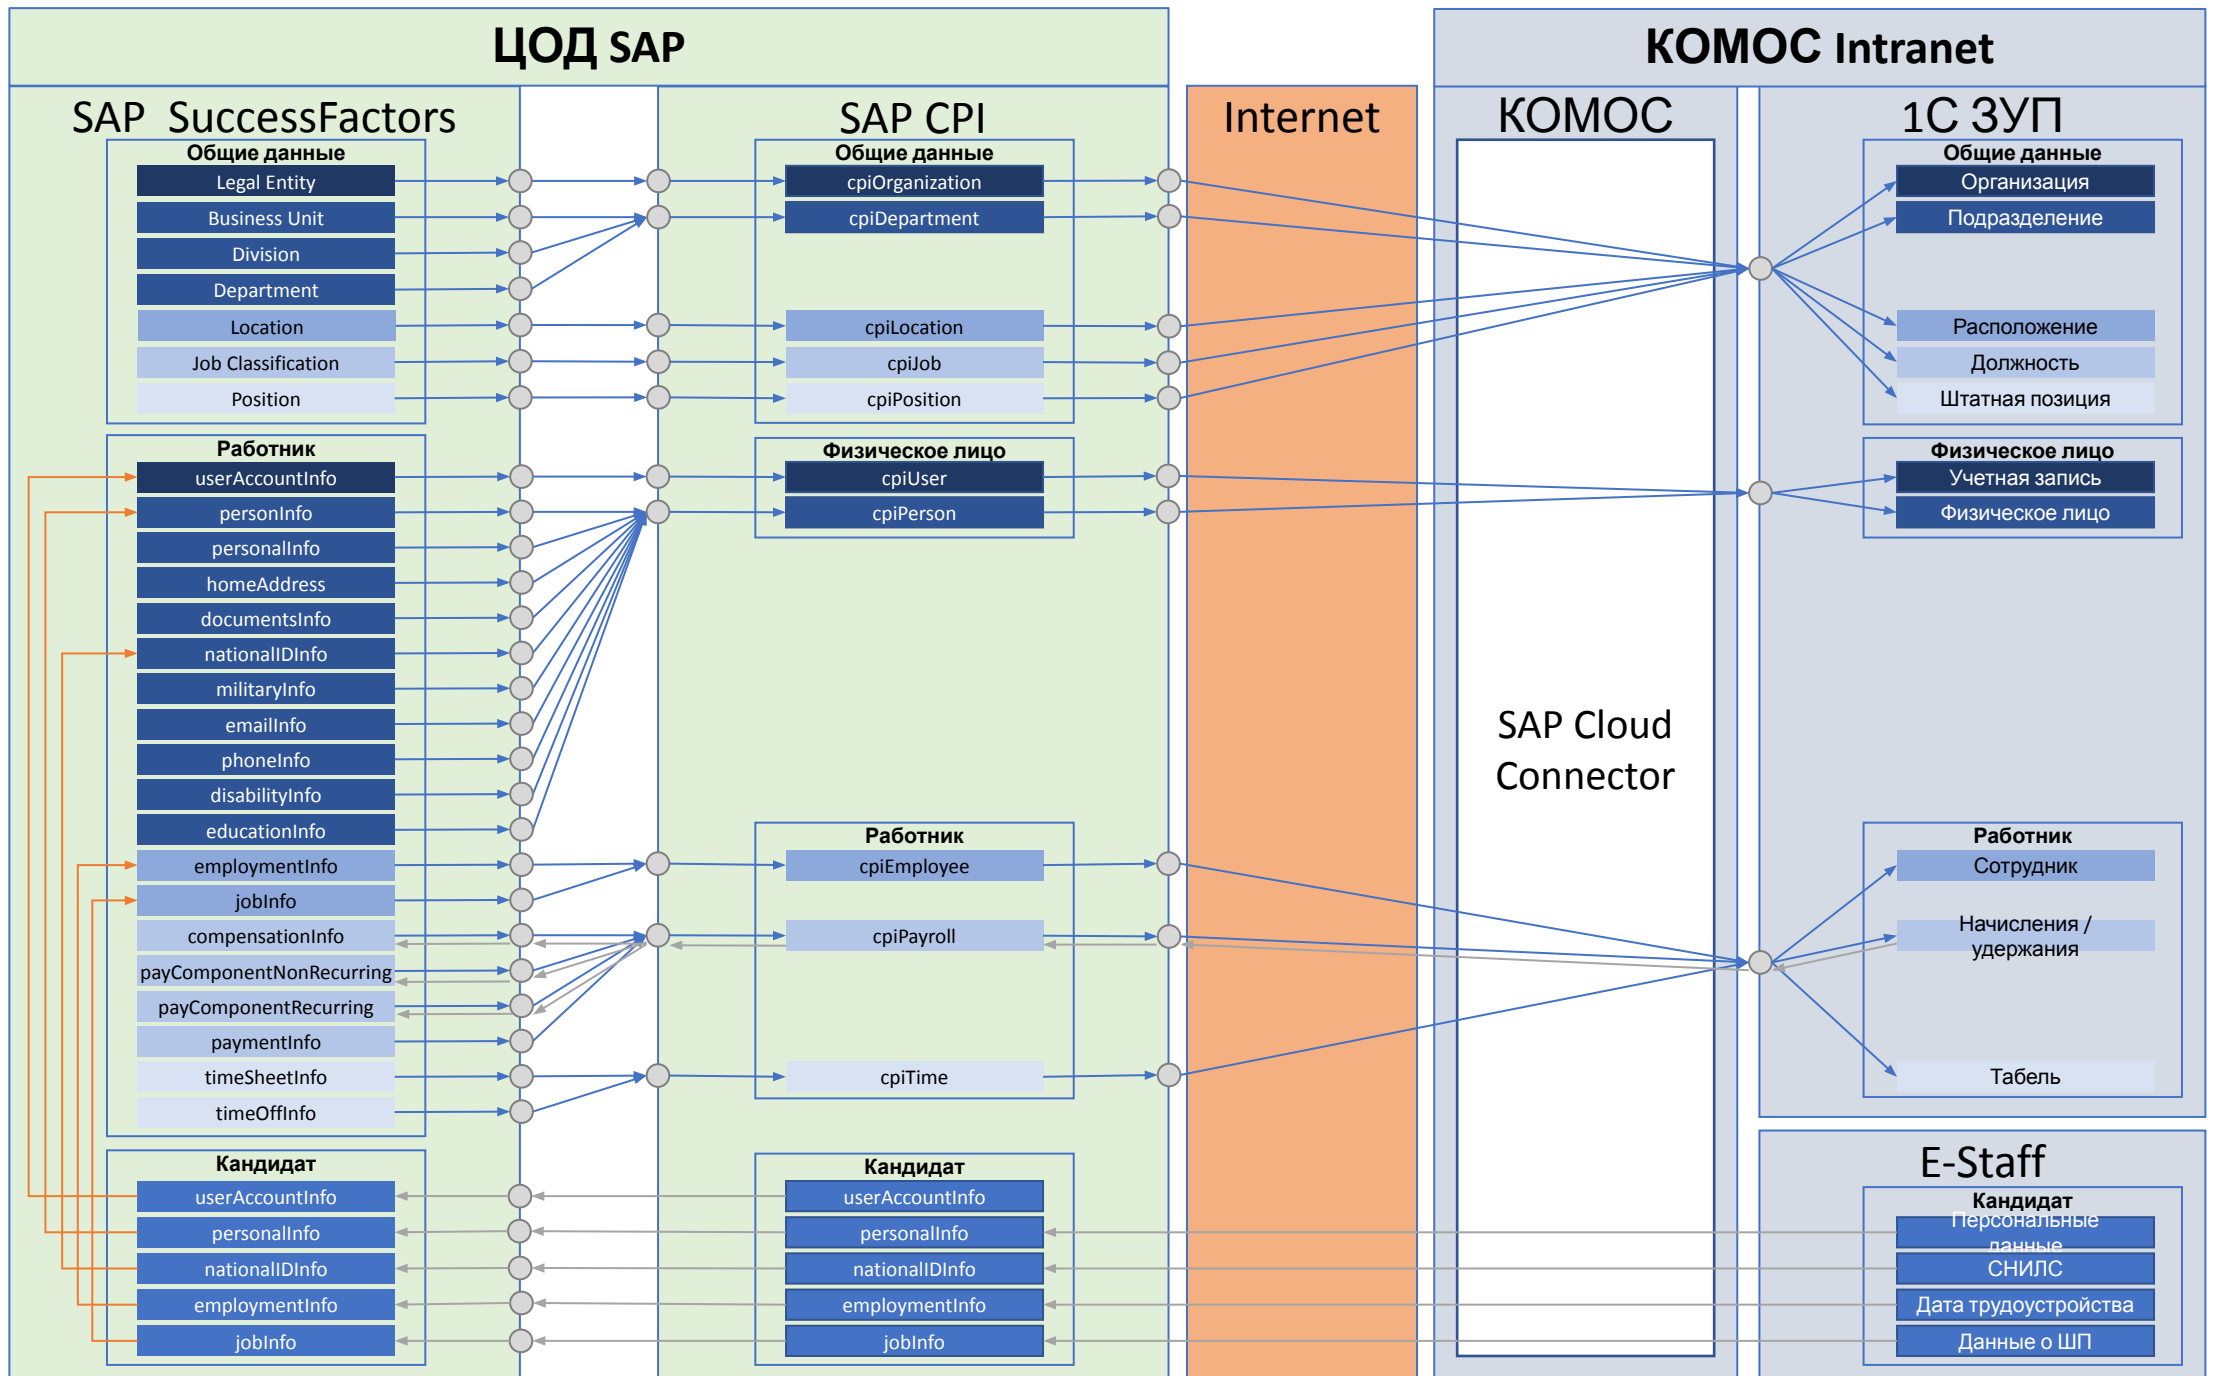 ЦОД SAP
КОМОС Intranet
SAP SuccessFactors
SAP CPI
Internet
КОМОС
1С ЗУП
Общие данные
Legal Entity
Business Unit
Division
Department
Location
Job Classification
Position
Работник
userAccountInfo
personInfo
personalInfo
homeAddress
documentsInfo
nationalIDInfo
militaryInfo
emailInfo
phoneInfo
disabilityInfo
educationInfo
employmentInfo
jobInfo
compensationInfo
payComponentNonRecurring
payComponentRecurring
paymentInfo
timeSheetInfo
timeOffInfo
Кандидат
userAccountInfo
personalInfo
nationalIDInfo
employmentInfo
jobInfo
Общие данные
cpiOrganization
cpiDepartment
cpiLocation
cpiJob
cpiPosition
Физическое лицо
cpiUser
cpiPerson
Работник
cpiEmployee
cpiPayroll
cpiTime
Кандидат
userAccountInfo
personalInfo
nationalIDInfo
employmentInfo
jobInfo
SAP Cloud
Connector
Общие данные
Организация
Подразделение
Расположение
Должность
Штатная позиция
Физическое лицо
Учетная запись
Физическое лицо
Работник
Сотрудник
Начисления /
удержания
Табель
E-Staff
Кандидат
Персональные
данные
СНИЛС
Дата трудоустройства
Данные о ШП